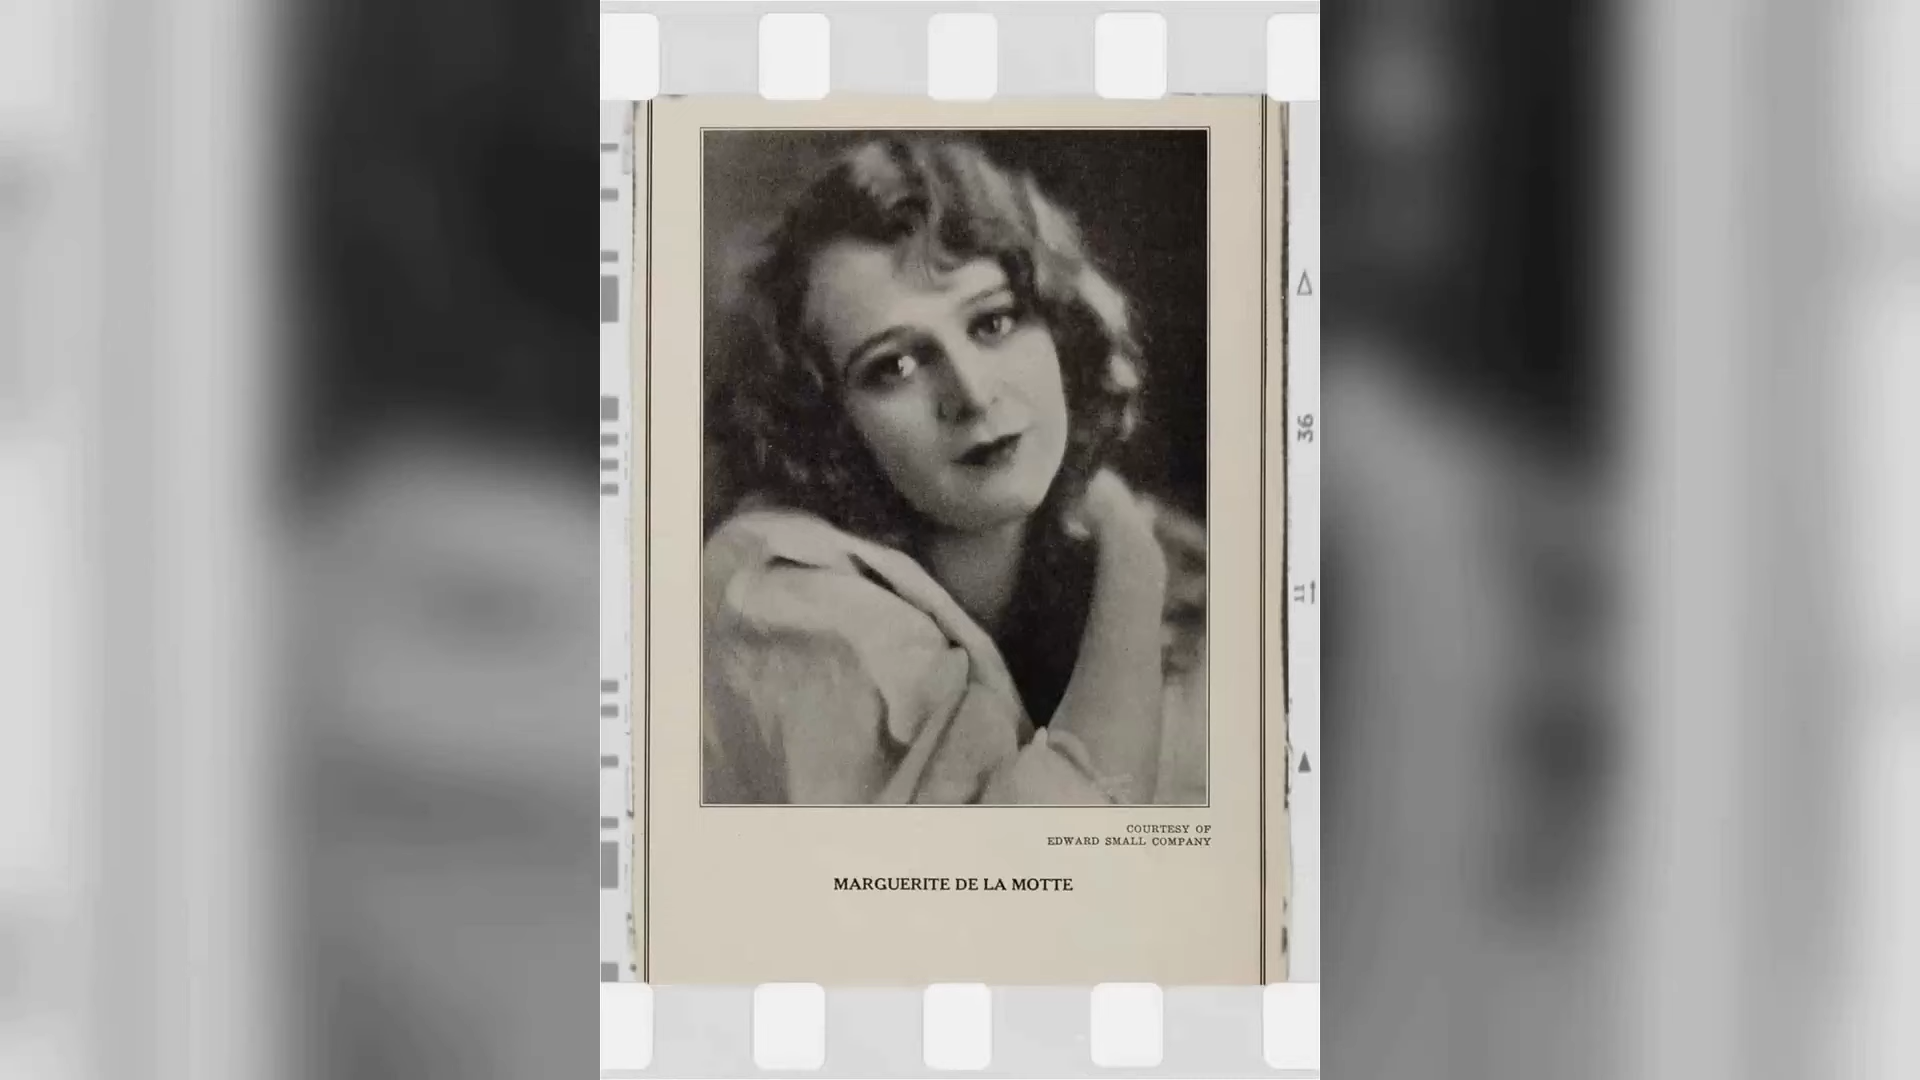 36
11
COURTESY OF
EDWARD SMALL COMPANY
MARGUERITE DE LA MOTTE